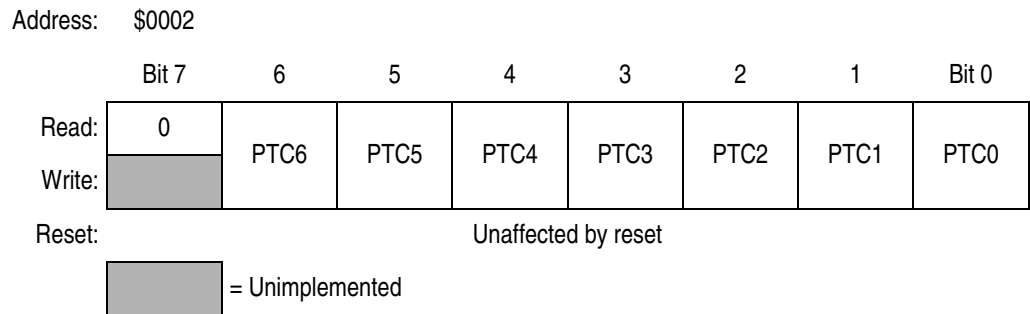 Address: $0002
Bit 7 6 5 4 3 2 1 Bit 0
Read: 0 PTC6 PTC5 PTC4 PTC3 PTC2 PTC1 PTC0
Write:
Reset: Unaffected by reset
= Unimplemented